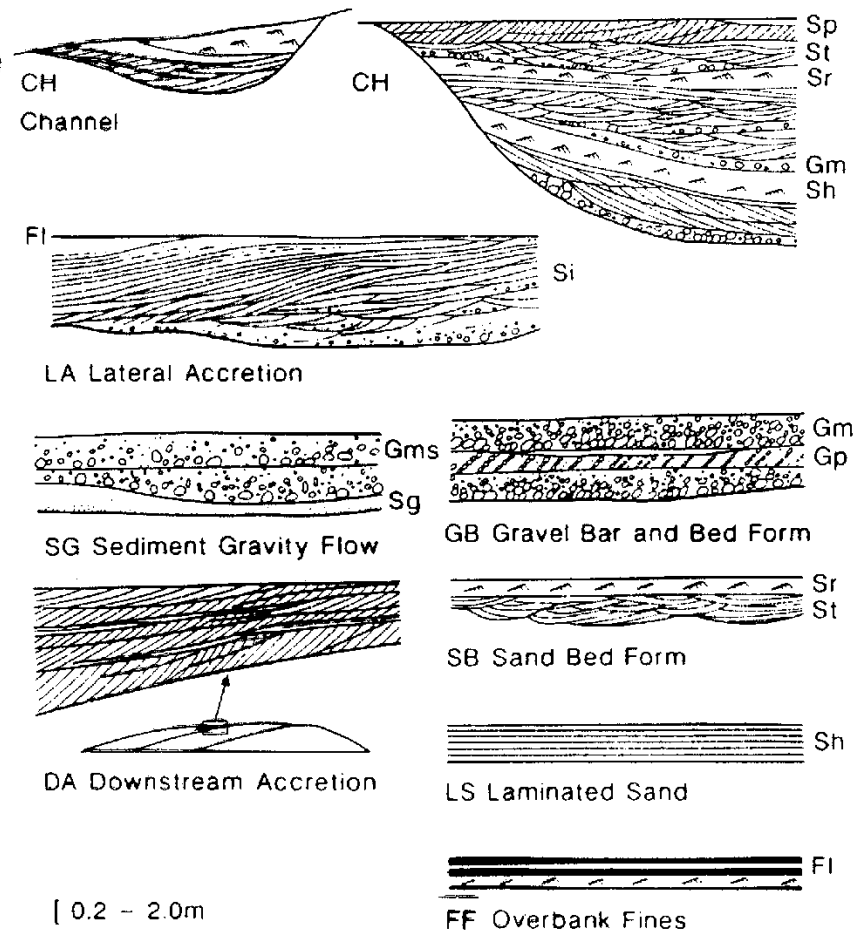 CH
Channel
CH
Sp
St
Sr
Gm
Sh
Fl
Si
LA Lateral Accretion
Gms
Sg
SG Sediment Gravity Flow
Gm
Gp
GB Gravel Bar and Bed Form
Sr
St
SB Sand Bed Form
DA Downstream Accretion
Sh
LS Laminated Sand
Fl
FF Overbank Fines
[ 0.2 - 2.0m